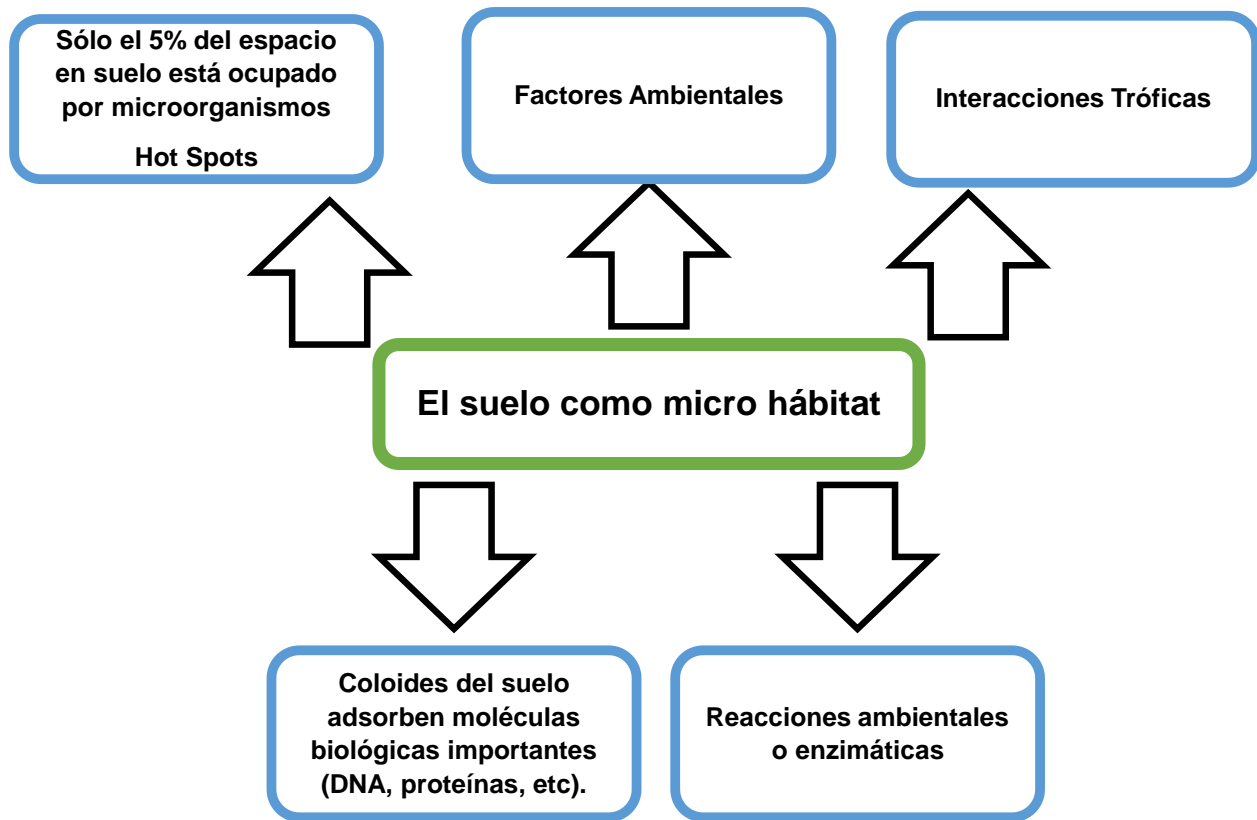 Sólo el 5% del espacio
en suelo está ocupado
por microorganismos
Hot Spots
Factores Ambientales
Interacciones Tróficas
El suelo como micro hábitat
Coloides del suelo
adsorben moléculas
biológicas importantes
(DNA, proteínas, etc).
Reacciones ambientales
o enzimáticas